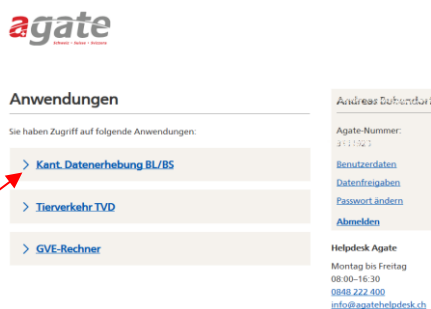 agate
Anwendungen
Sie haben Zugriff auf folgende Anwendungen:
Kant. Datenerhebung BL/BS
Tierverkehr TVD
GVE-Rechner
Andreas
Agate-Nummer:
Benutzerdaten
Datenfreigaben
Passwort ändern
Abmelden
Helpdesk Agate
Montag bis Freitag
08:00–16:30
0848 222 400
info@agatehelpdesk.ch